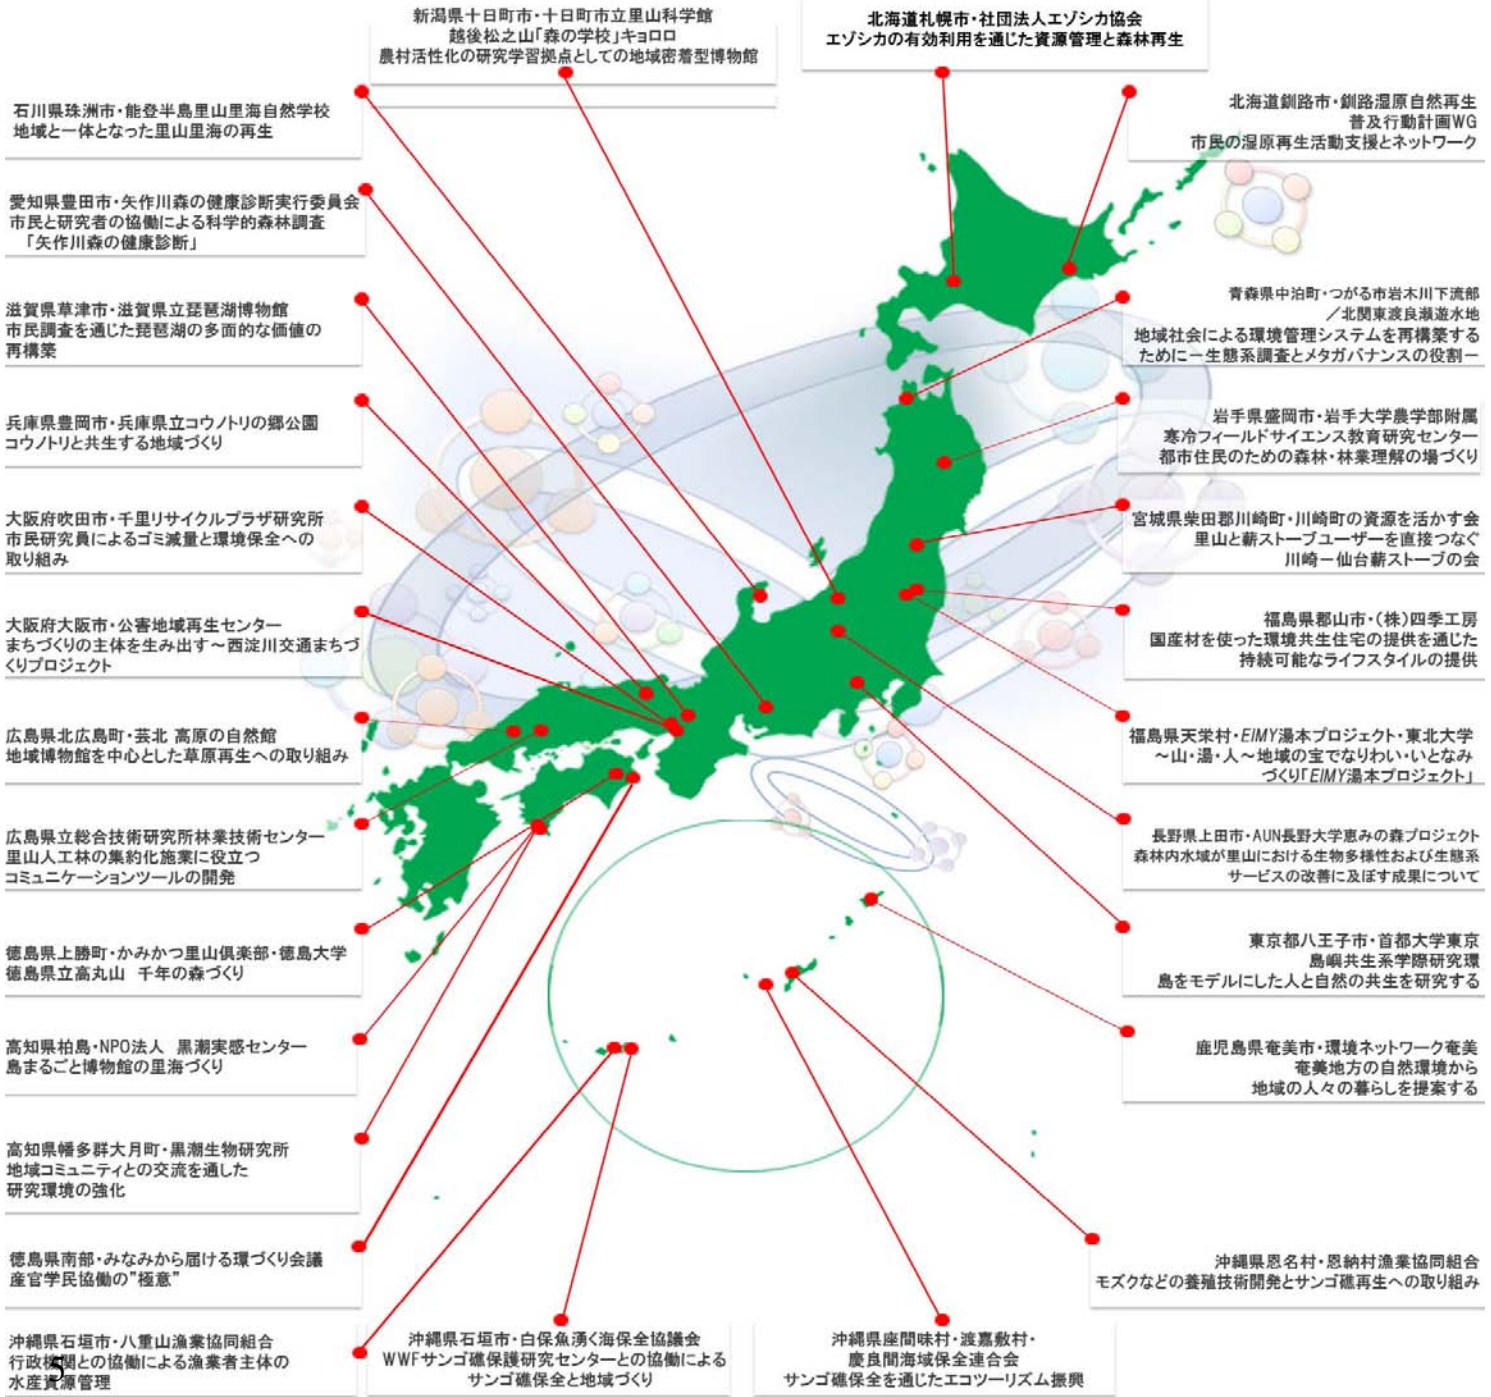 新潟県十日町市・十日町市立里山科学館
越後松之山「森の学校」キョロロ
農村活性化の研究学習拠点としての地域密着型博物館
北海道札幌市・社団法人エゾシカ協会
エゾシカの有効利用を通じた資源管理と森林再生
石川県珠洲市・能登半島里山里海自然学校
地域と一体となった里山里海の再生
愛知県豊田市・矢作川森の健康診断実行委員会
市民と研究者の協働による科学的森林調査
「矢作川森の健康診断」
滋賀県草津市・滋賀県立琵琶湖博物館
市民調査を通じた琵琶湖の多面的な価値の
再構築
兵庫県豊岡市・兵庫県立コウノトリの郷公園
コウノトリと共生する地域づくり
大阪府吹田市・千里リサイクルプラザ研究所
市民研究員によるゴミ減量と環境保全への
取り組み
大阪府大阪市・公害地域再生センター
まちづくりの主体を生み出す～西淀川交通まちづ
くりプロジェクト
広島県北広島町・芸北 高原の自然館
地域博物館を中心とした草原再生への取り組み
広島県立総合技術研究所林業技術センター
里山人工林の集約化施業に役立つ
コミュニケーションツールの開発
徳島県上勝町・かみかつ里山倶楽部・徳島大学
徳島県立高丸山 千年の森づくり
高知県柏島・NPO法人 黒潮実感センター
島まるごと博物館の里海づくり
高知県幡多群大月町・黒潮生物研究所
地域コミュニティとの交流を通した
研究環境の強化
徳島県南部・みなみから届ける環づくり会議
産官学民協働の"極意"
沖縄県石垣市・八重山漁業協同組合
行政機関との協働による漁業者主体の
水産資源管理
5
北海道釧路市・釧路湿原自然再生
普及行動計画WG
市民の湿原再生活動支援とネットワーク
青森県中泊町・つがる市岩木川下流部
／北関東渡良瀬遊水地
地域社会による環境管理システムを再構築する
ために－生態系調査とメタガバナンスの役割－
岩手県盛岡市・岩手大学農学部附属
寒冷フィールドサイエンス教育研究センター
都市住民のための森林・林業理解の場づくり
宮城県柴田郡川崎町・川崎町の資源を活かす会
里山と薪ストーブユーザーを直接つなぐ
川崎－仙台薪ストーブの会
福島県郡山市・(株)四季工房
国産材を使った環境共生住宅の提供を通じた
持続可能なライフスタイルの提供
福島県天栄村・EIMY湯本プロジェクト・東北大学
～山・湯・人～地域の宝でなりわい・いとなみ
づくり「EIMY湯本プロジェクト」
長野県上田市・AUN長野大学恵みの森プロジェクト
森林内水域が里山における生物多様性および生態系
サービスの改善に及ぼす成果について
東京都八王子市・首都大学東京
島嶼共生系学際研究環
島をモデルにした人と自然の共生を研究する
鹿児島県奄美市・環境ネットワーク奄美
奄美地方の自然環境から
地域の人々の暮らしを提案する
沖縄県恩名村・恩納村漁業協同組合
モズクなどの養殖技術開発とサンゴ礁再生への取り組み
沖縄県石垣市・白保魚湧く海保全協議会
WWFサンゴ礁保護研究センターとの協働による
サンゴ礁保全と地域づくり
沖縄県座間味村・渡嘉敷村・
慶良間海域保全連合会
サンゴ礁保全を通じたエコツーリズム振興